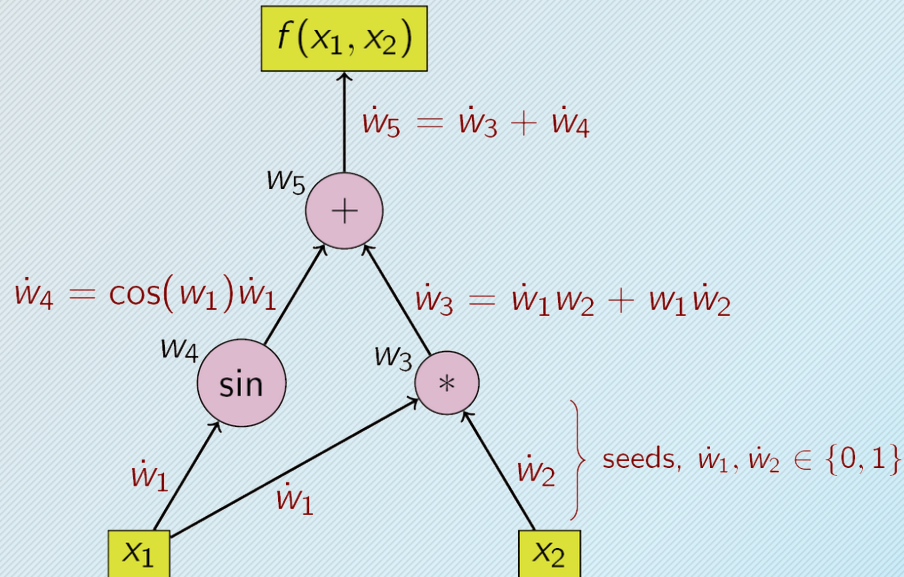 f(x₁, x₂)
ẇ₅ = ẇ₃ + ẇ₄
w₅
+
ẇ₄ = cos(w₁)ẇ₁
ẇ₃ = ẇ₁w₂ + w₁ẇ₂
w₄
w₃
sin
*
ẇ₁
ẇ₁
ẇ₂
seeds, ẇ₁, ẇ₂ ∈ {0, 1}
x₁
x₂